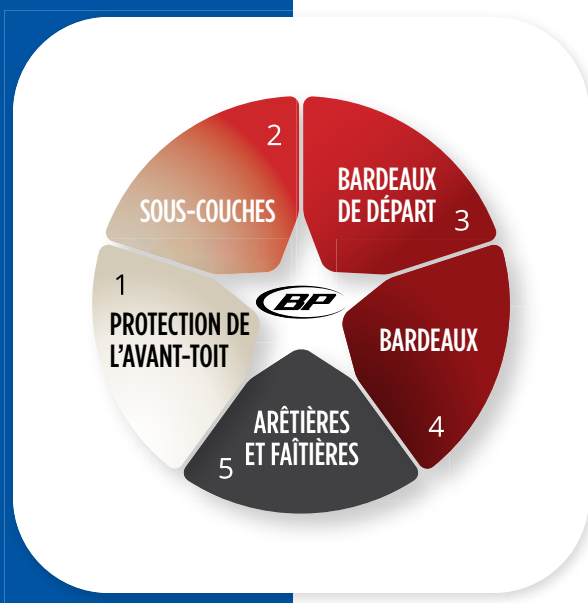 1
PROTECTION DE
L'AVANT-TOIT
2
SOUS-COUCHES
BARDEAUX
DE DÉPART
3
BARDEAUX
4
ARÊTIÈRES
ET FAÎTIÈRES
5
BP